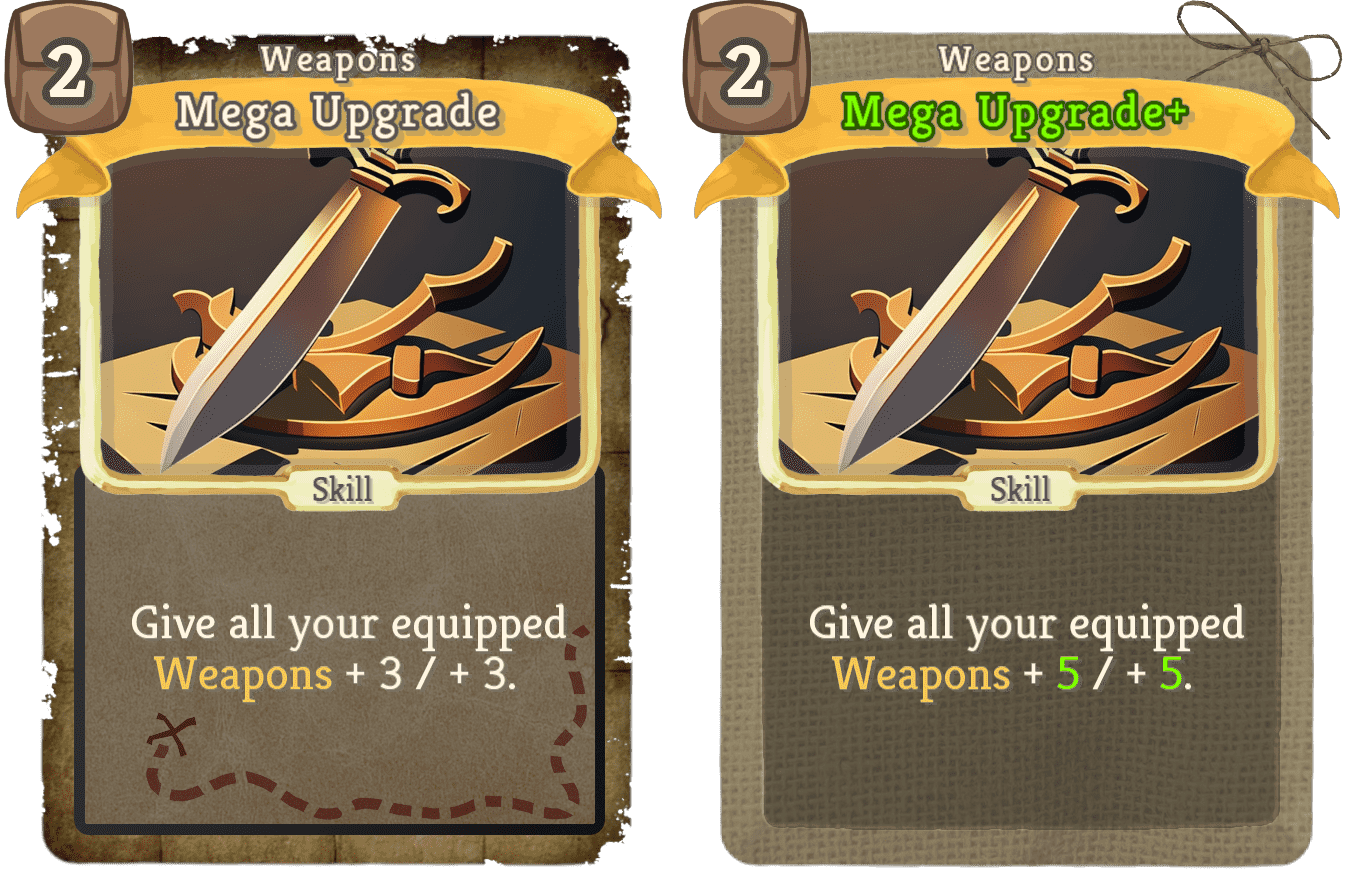 2
Weapons
Mega Upgrade
Skill
Give all your equipped
Weapons + 3 / + 3.
2
Weapons
Mega Upgrade+
Skill
Give all your equipped
Weapons + 5 / + 5.